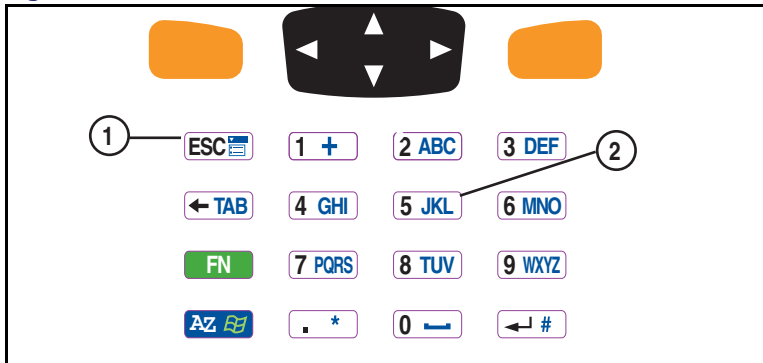 1 ESC 1 + 2 ABC 3 DEF 2
← TAB 4 GHI 5 JKL 6 MNO
FN 7 PQRS 8 TUV 9 WXYZ
AZ . * 0 ⎵ ↵ #